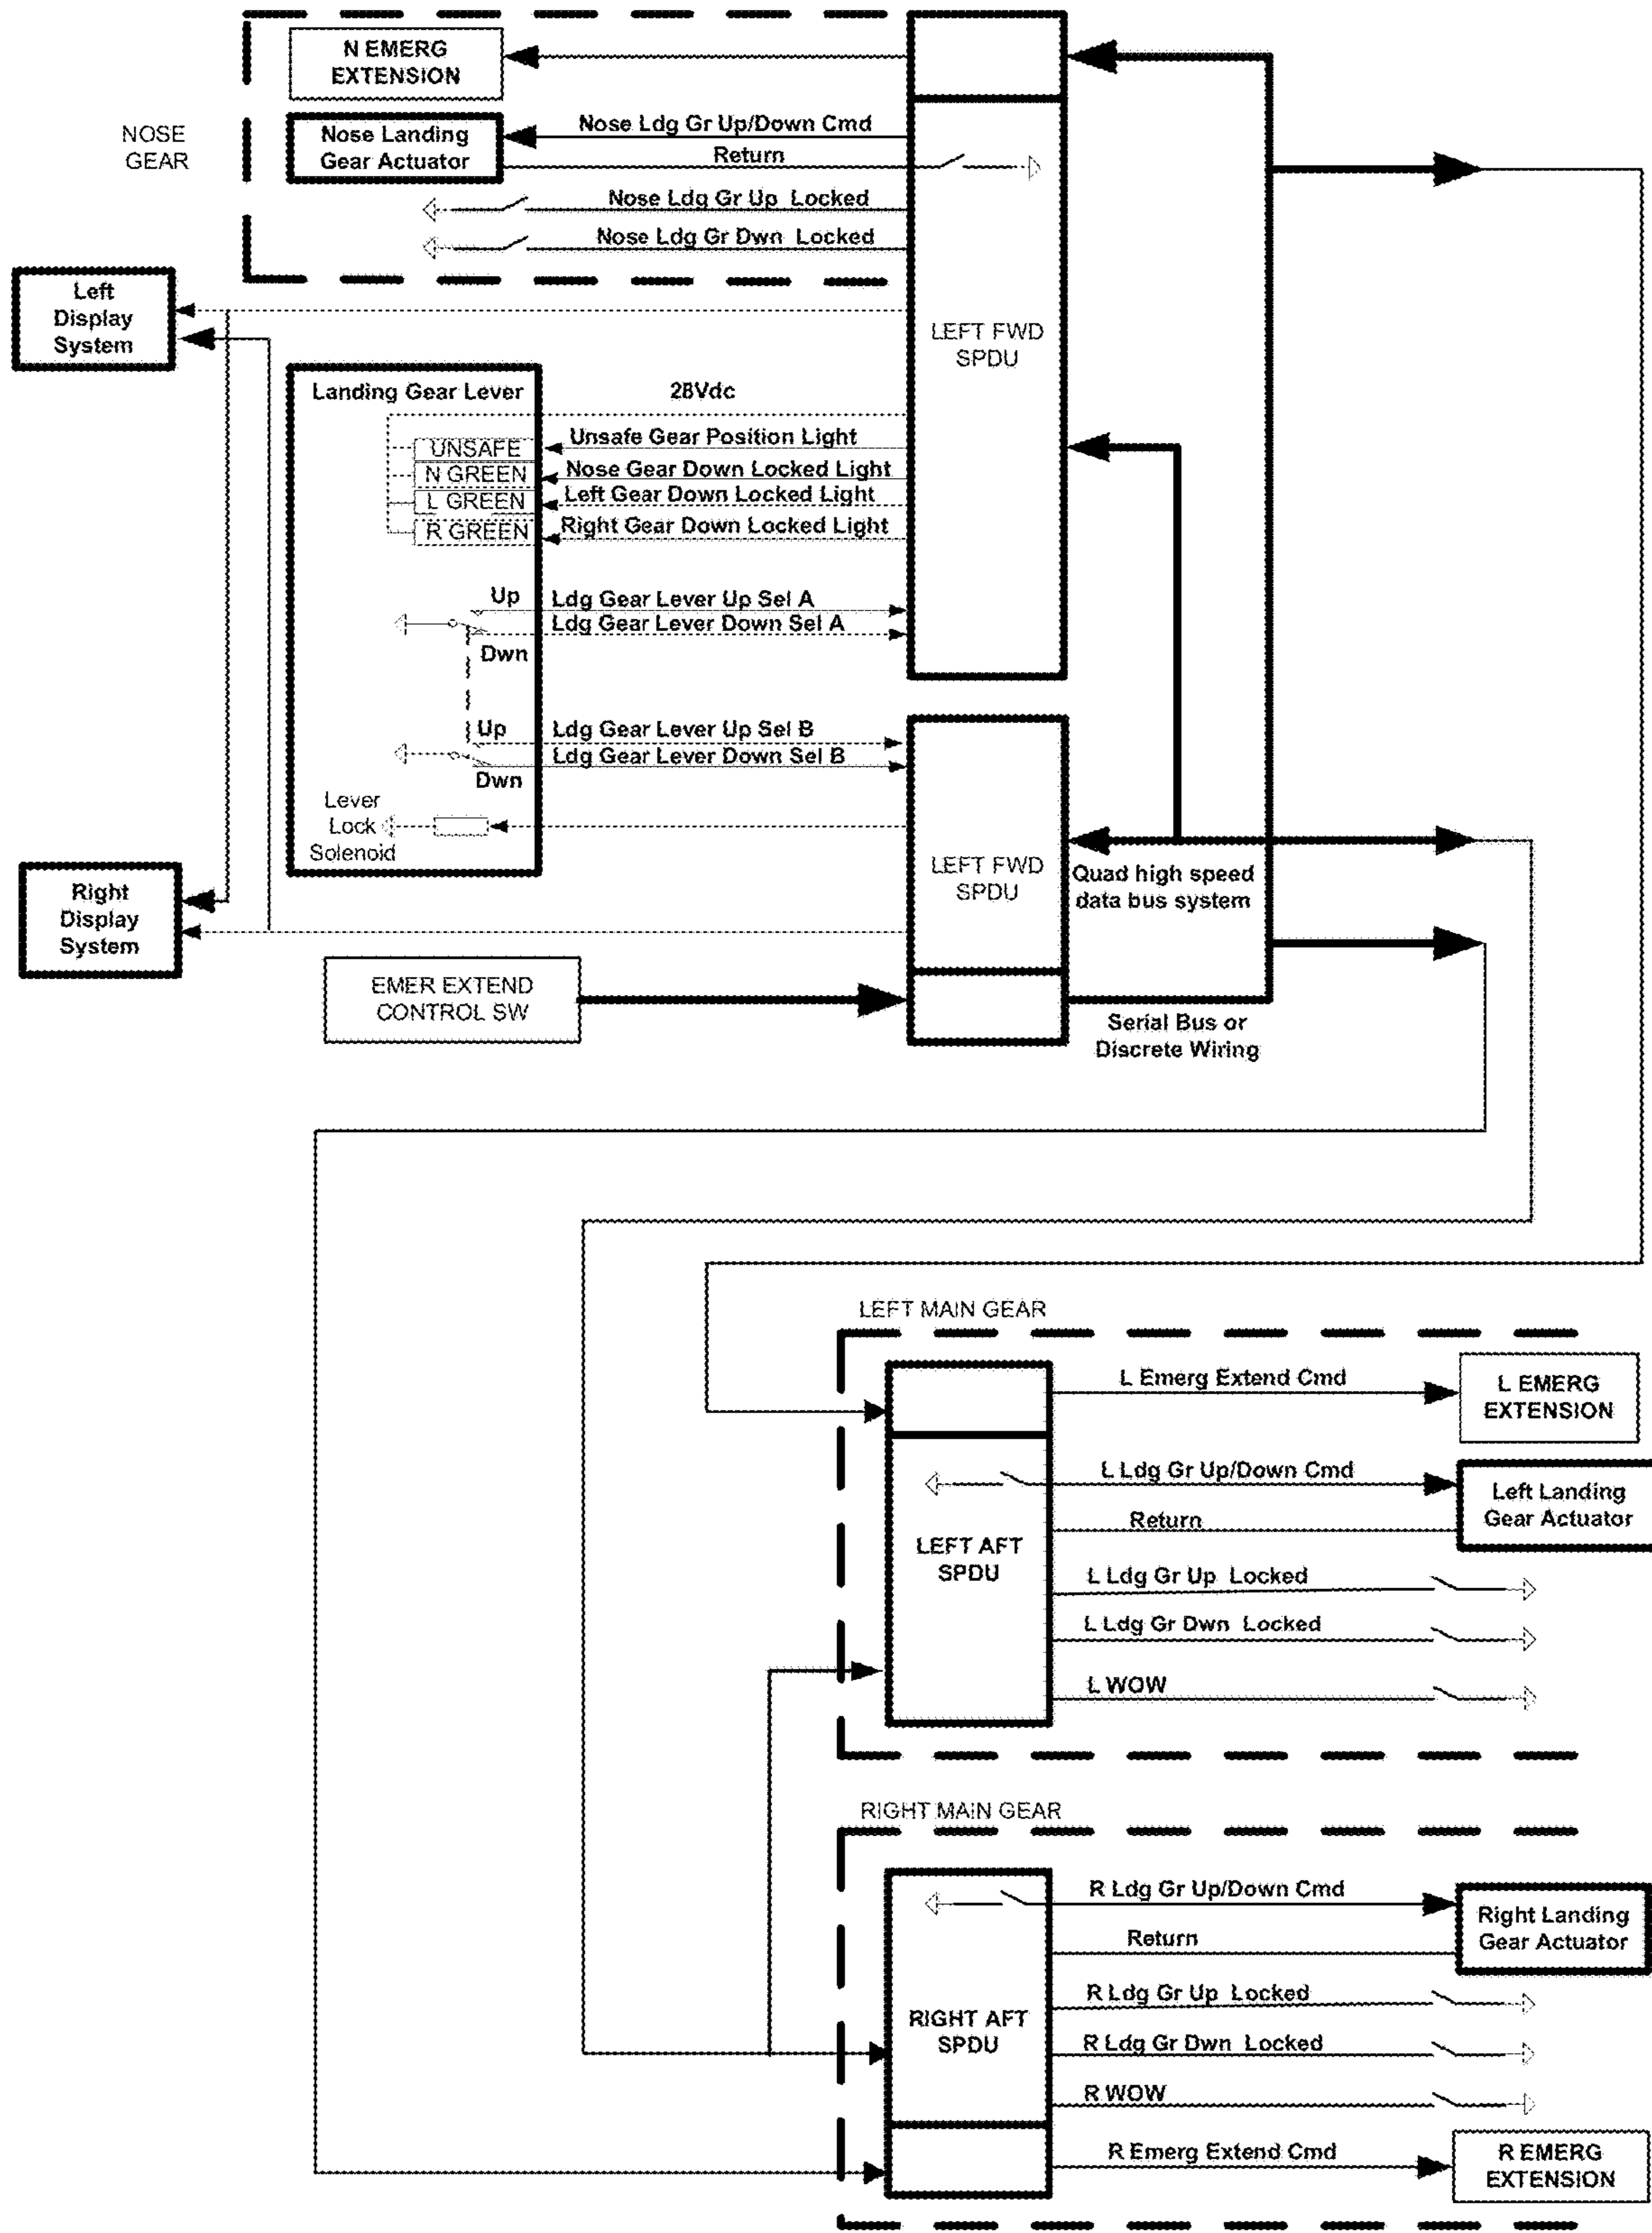 N EMERG
EXTENSION
NOSE
GEAR
Nose Landing
Gear Actuator
Nose Ldg Gr Up/Down Cmd
Return
Nose Ldg Gr Up Locked
Nose Ldg Gr Dwn Locked
Left
Display
System
LEFT FWD
SPDU
Landing Gear Lever
28Vdc
UNSAFE
Unsafe Gear Position Light
N GREEN
Nose Gear Down Locked Light
L GREEN
Left Gear Down Locked Light
R GREEN
Right Gear Down Locked Light
Up
Ldg Gear Lever Up Sel A
Ldg Gear Lever Down Sel A
Dwn
Up
Ldg Gear Lever Up Sel B
Ldg Gear Lever Down Sel B
Dwn
Lever
Lock
Solenoid
LEFT FWD
SPDU
Quad high speed
data bus system
Right
Display
System
EMER EXTEND
CONTROL SW
Serial Bus or
Discrete Wiring
LEFT MAIN GEAR
L Emerg Extend Cmd
L EMERG
EXTENSION
L Ldg Gr Up/Down Cmd
Left Landing
Gear Actuator
Return
LEFT AFT
SPDU
L Ldg Gr Up Locked
L Ldg Gr Dwn Locked
L WOW
RIGHT MAIN GEAR
R Ldg Gr Up/Down Cmd
Right Landing
Gear Actuator
Return
RIGHT AFT
SPDU
R Ldg Gr Up Locked
R Ldg Gr Dwn Locked
R WOW
R Emerg Extend Cmd
R EMERG
EXTENSION